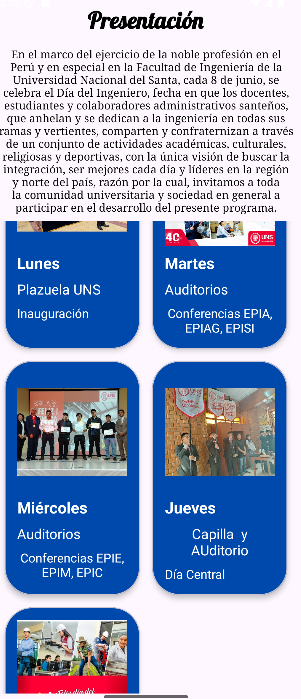 Presentación
En el marco del ejercicio de la noble profesión en el
Perú y en especial en la Facultad de Ingeniería de la
Universidad Nacional del Santa, cada 8 de junio, se
celebra el Día del Ingeniero, fecha en que los docentes,
estudiantes y colaboradores administrativos santeños,
que anhelan y se dedican a la ingeniería en todas sus
ramas y vertientes, comparten y confraternizan a través
de un conjunto de actividades académicas, culturales,
religiosas y deportivas, con la única visión de buscar la
integración, ser mejores cada día y líderes en la región
y norte del país, razón por la cual, invitamos a toda
la comunidad universitaria y sociedad en general a
participar en el desarrollo del presente programa.
40
UNS
Lunes
Plazuela UNS
Inauguración
Martes
Auditorios
Conferencias EPIA,
EPIAG, EPISI
Miércoles
Auditorios
Conferencias EPIE,
EPIM, EPIC
Jueves
Capilla y
AUditorio
Día Central